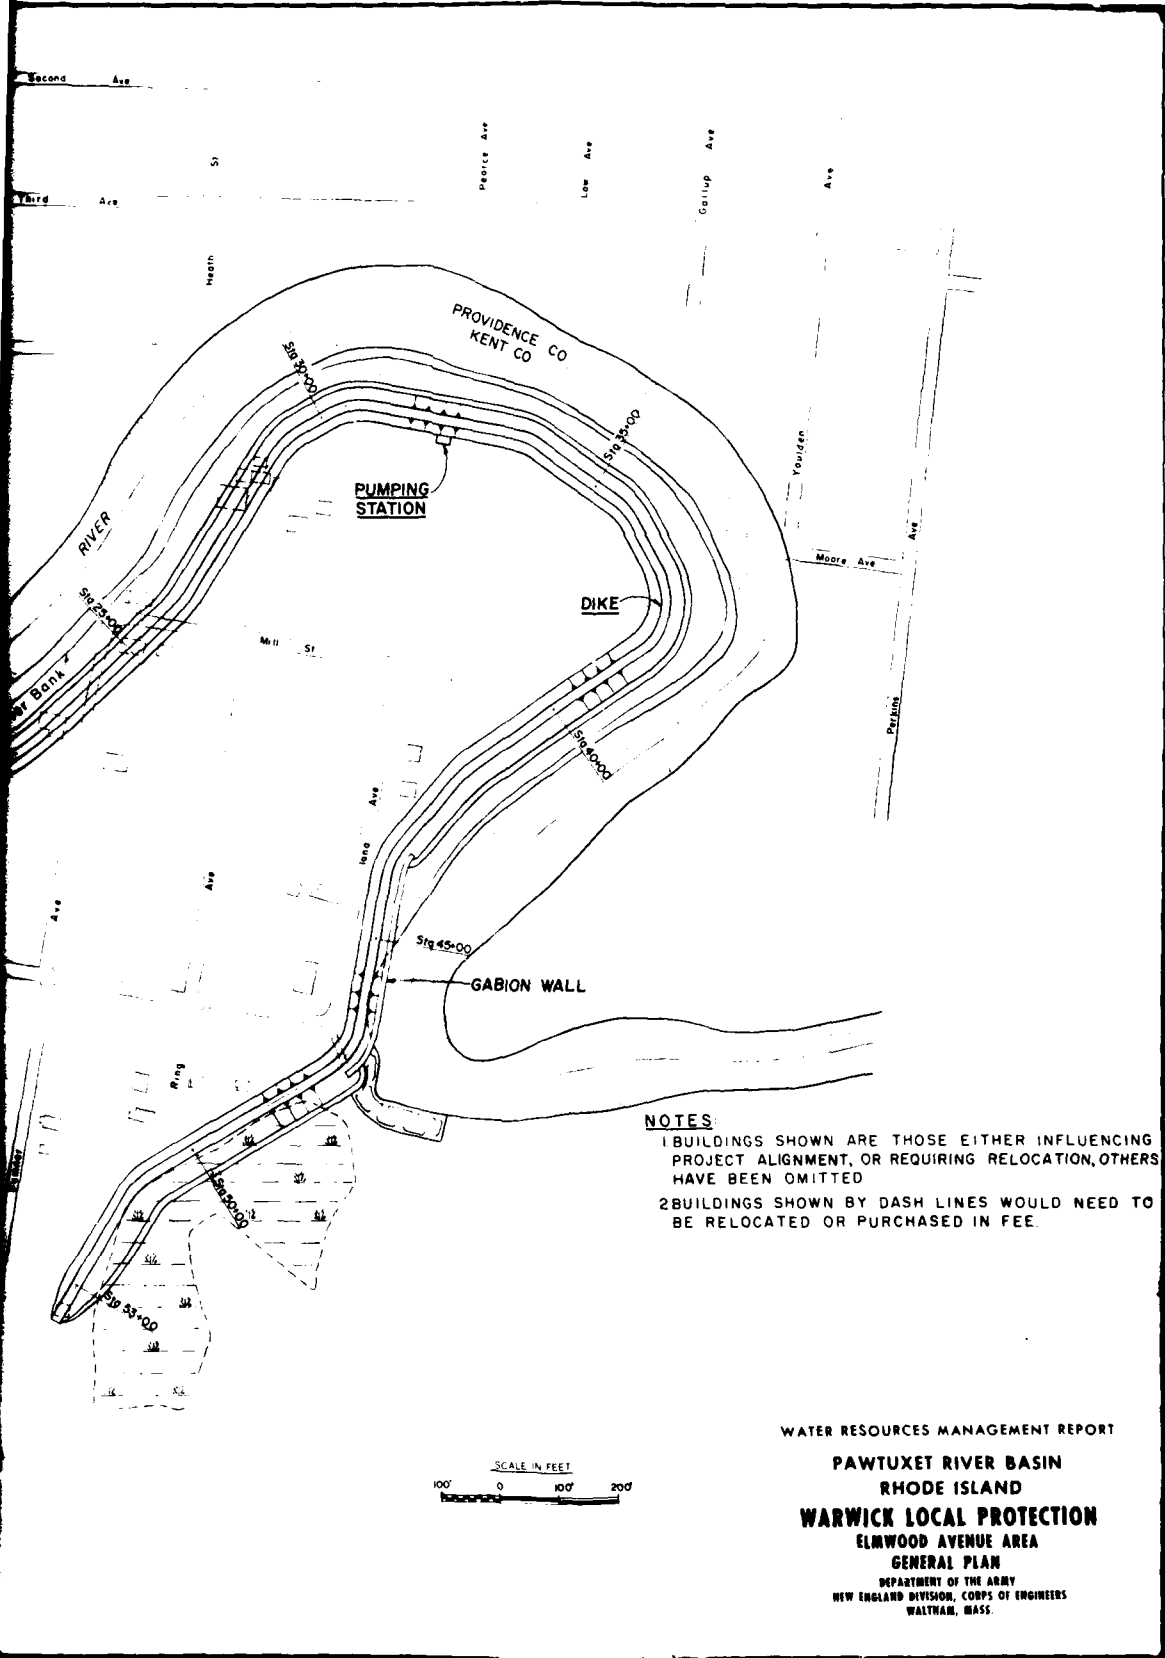 Second Ave
Third Ave
Heath St
Pearce Ave
Low Ave
Gallup Ave
Youlden Ave
PROVIDENCE CO
KENT CO
Sta 30+00
Sta 35+00
PUMPING
STATION
RIVER
Sta 25+00
Bank
Mill St
DIKE
Moore Ave
Perkins Ave
Sta 40+00
Iona Ave
Ave
Ring Ave
Sta 45+00
GABION WALL
Sta 50+00
Sta 53+00
NOTES:
1 BUILDINGS SHOWN ARE THOSE EITHER INFLUENCING
PROJECT ALIGNMENT, OR REQUIRING RELOCATION, OTHERS
HAVE BEEN OMITTED
2 BUILDINGS SHOWN BY DASH LINES WOULD NEED TO
BE RELOCATED OR PURCHASED IN FEE.
SCALE IN FEET
100' 0 100' 200'
WATER RESOURCES MANAGEMENT REPORT
PAWTUXET RIVER BASIN
RHODE ISLAND
WARWICK LOCAL PROTECTION
ELMWOOD AVENUE AREA
GENERAL PLAN
DEPARTMENT OF THE ARMY
NEW ENGLAND DIVISION, CORPS OF ENGINEERS
WALTHAM, MASS.